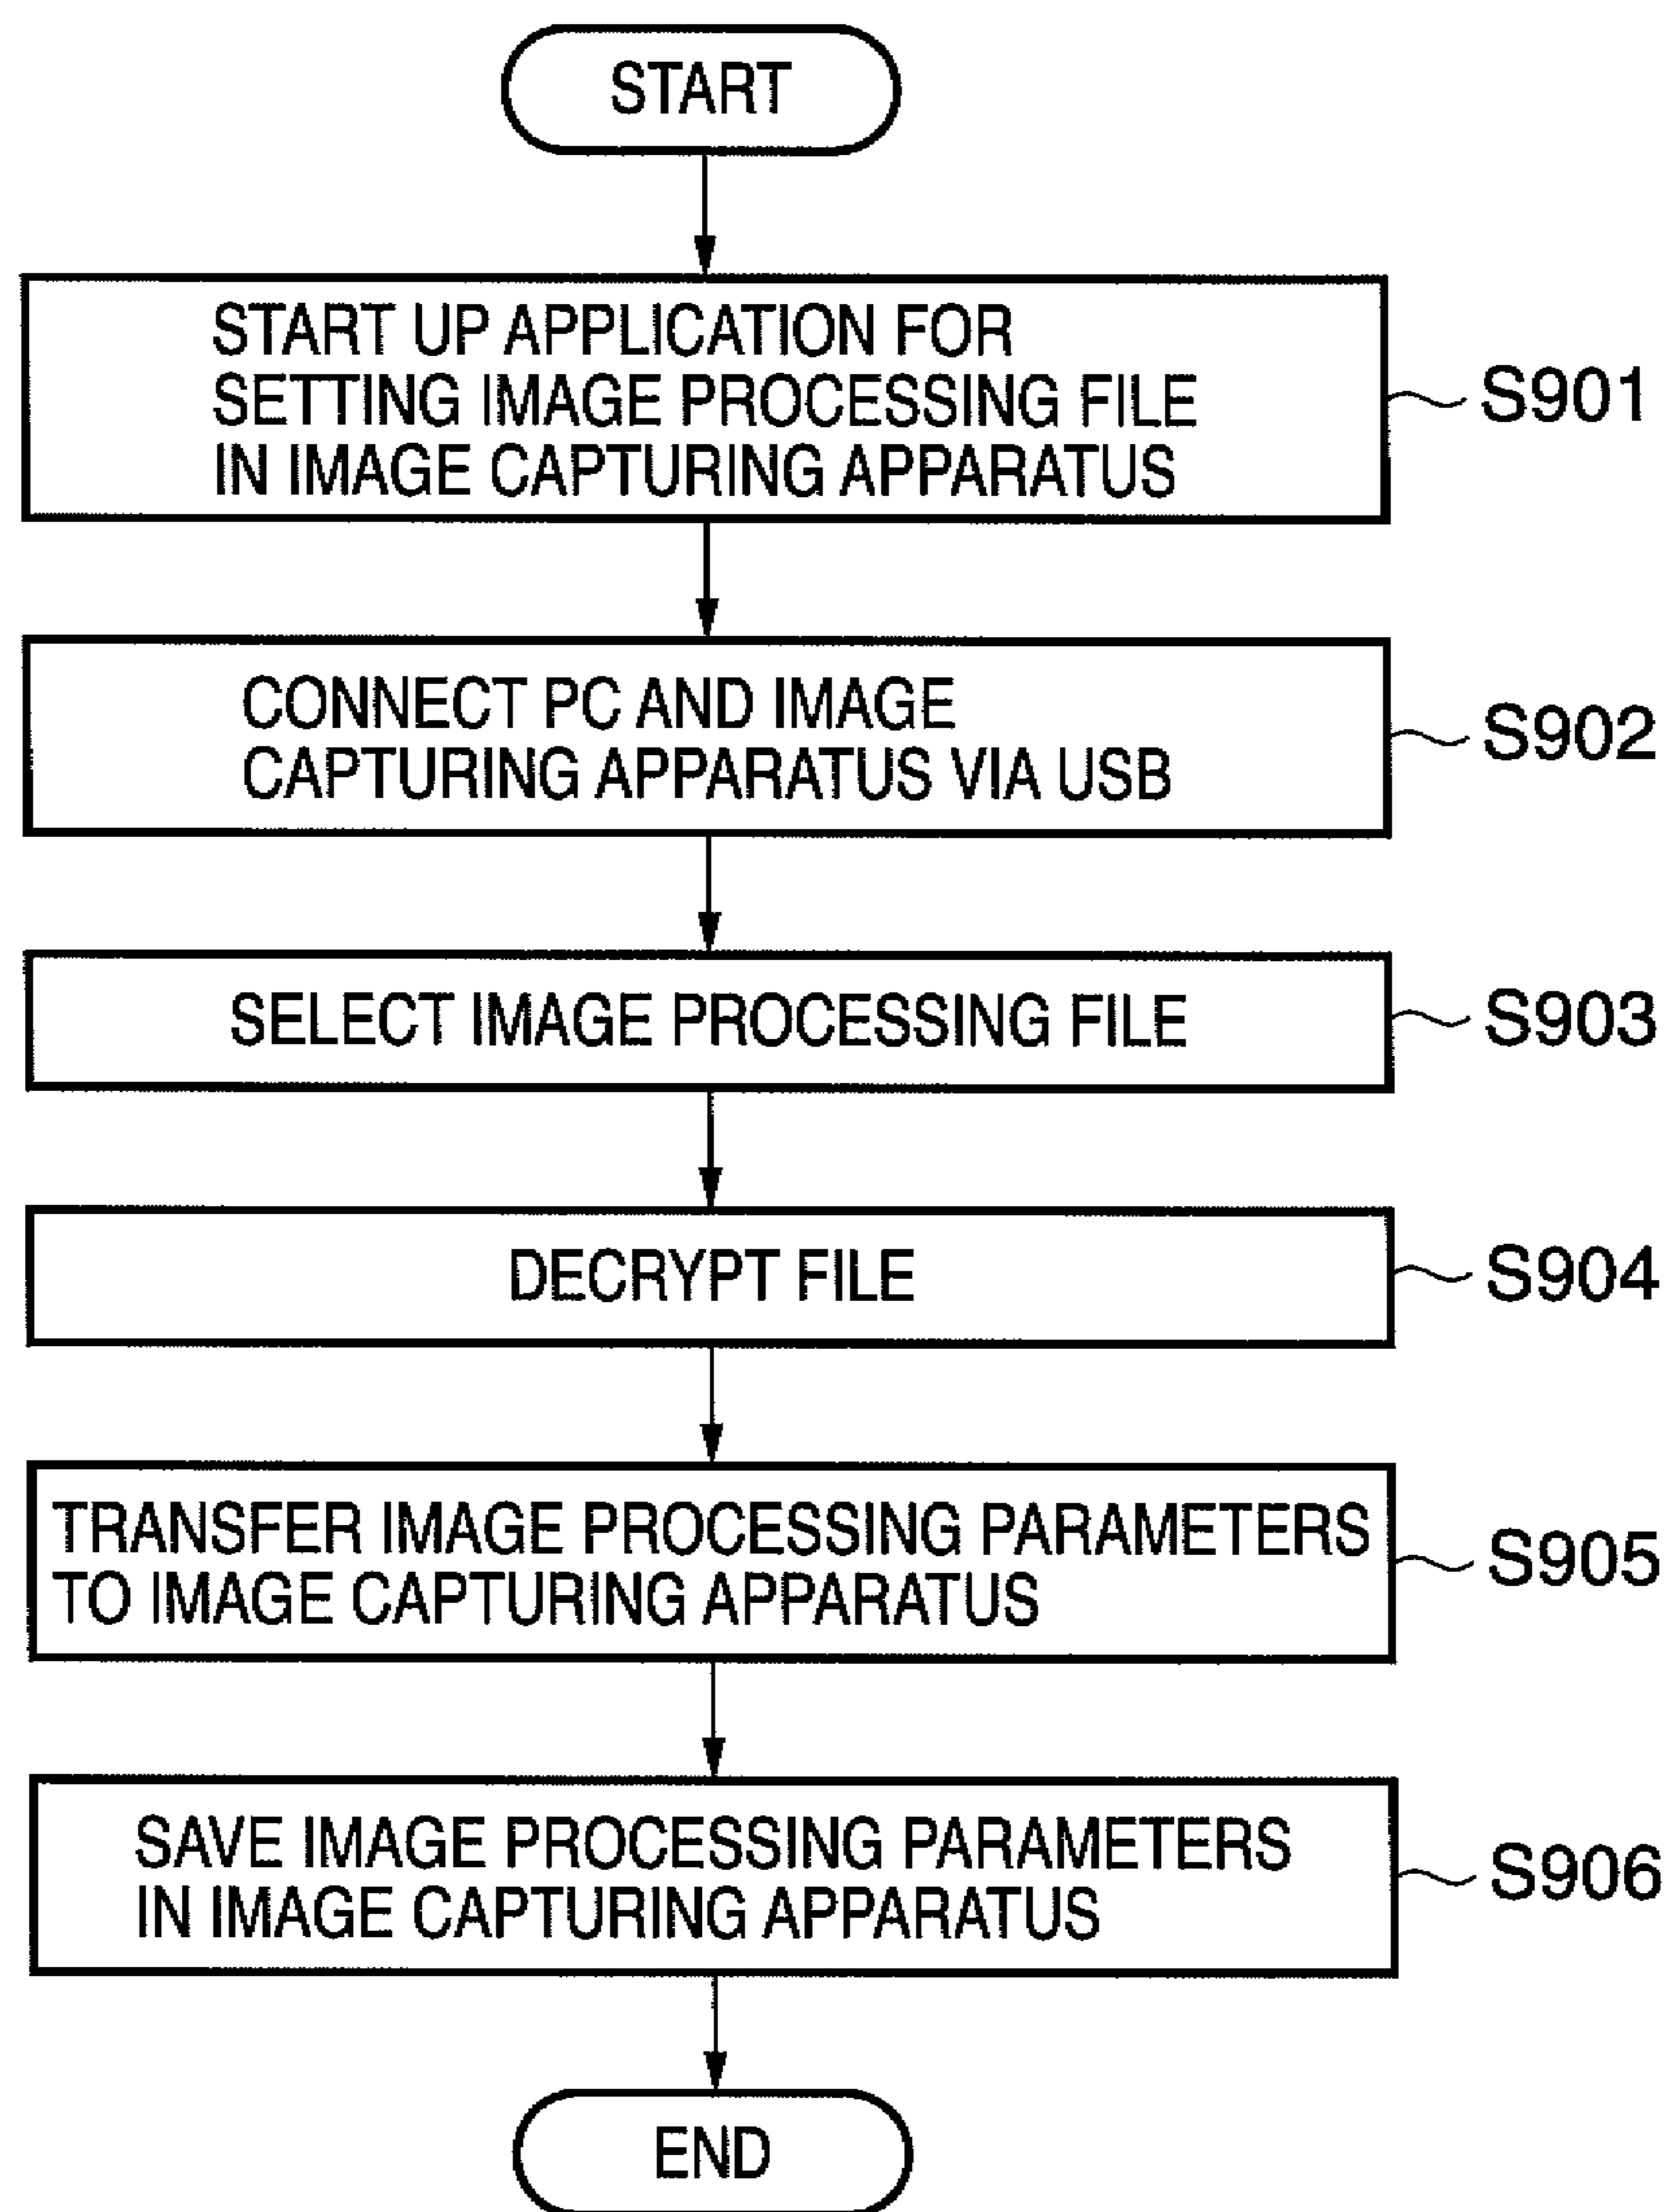 START
START UP APPLICATION FOR
SETTING IMAGE PROCESSING FILE
IN IMAGE CAPTURING APPARATUS
S901
CONNECT PC AND IMAGE
CAPTURING APPARATUS VIA USB
S902
SELECT IMAGE PROCESSING FILE
S903
DECRYPT FILE
S904
TRANSFER IMAGE PROCESSING PARAMETERS
TO IMAGE CAPTURING APPARATUS
S905
SAVE IMAGE PROCESSING PARAMETERS
IN IMAGE CAPTURING APPARATUS
S906
END